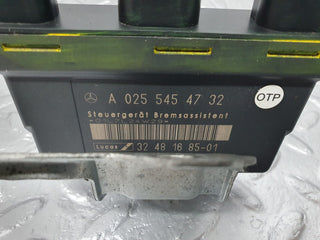 A 025 545 47 32
OTP
Steuergerät Bremsassistent
Lucas 32 48 16 85-01